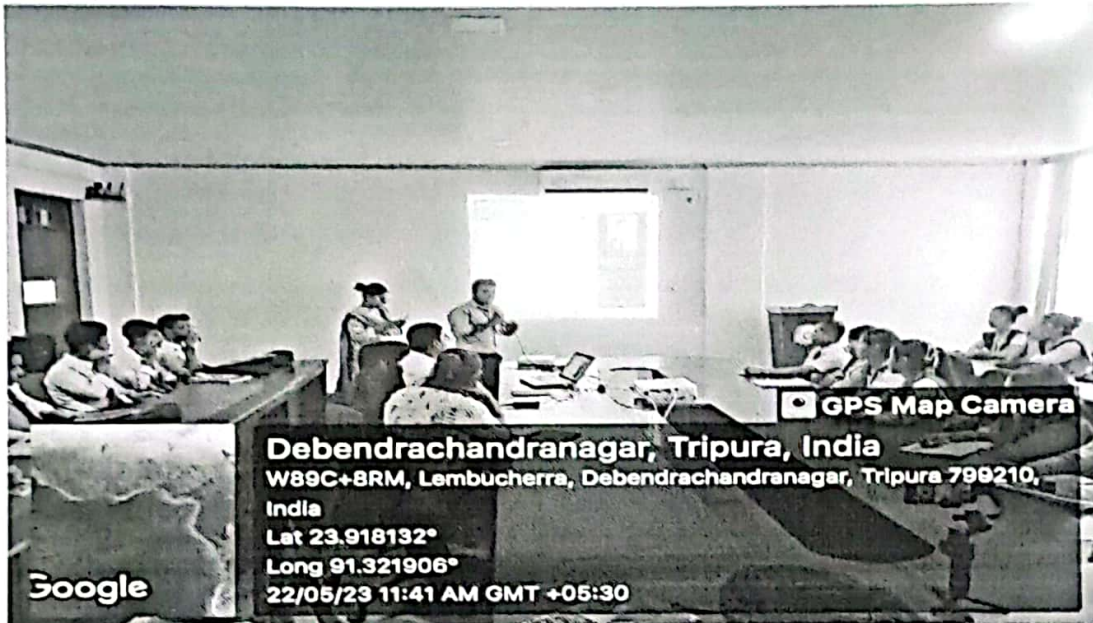 GPS Map Camera
Debendrachandranagar, Tripura, India
W89C+8RM, Lembucherra, Debendrachandranagar, Tripura 799210,
India
Lat 23.918132°
Long 91.321906°
22/05/23 11:41 AM GMT +05:30
Google